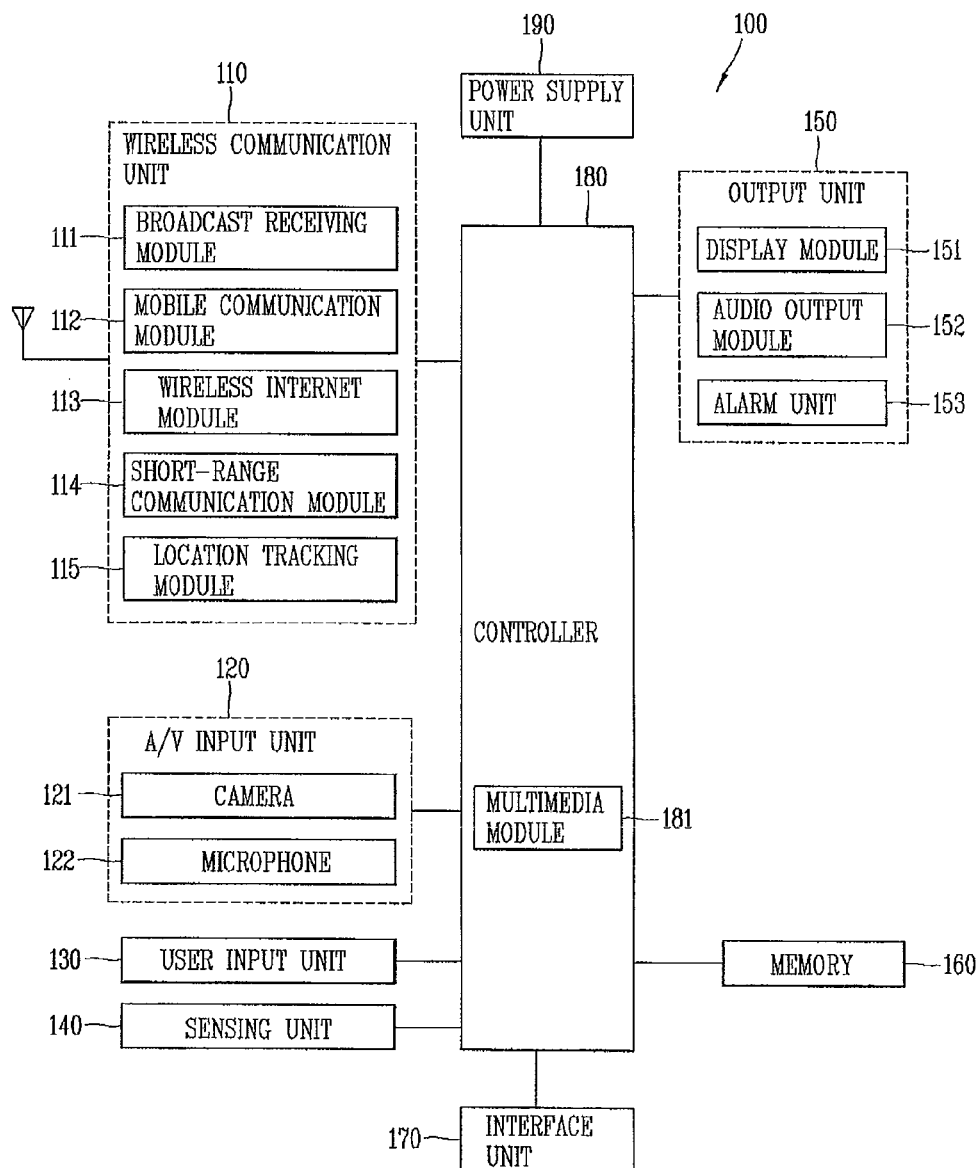 100
190
POWER SUPPLY
UNIT
110
WIRELESS COMMUNICATION
UNIT
111
BROADCAST RECEIVING
MODULE
112
MOBILE COMMUNICATION
MODULE
113
WIRELESS INTERNET
MODULE
114
SHORT-RANGE
COMMUNICATION MODULE
115
LOCATION TRACKING
MODULE
120
A/V INPUT UNIT
121
CAMERA
122
MICROPHONE
130
USER INPUT UNIT
140
SENSING UNIT
180
CONTROLLER
MULTIMEDIA
MODULE
181
150
OUTPUT UNIT
DISPLAY MODULE
151
AUDIO OUTPUT
MODULE
152
ALARM UNIT
153
MEMORY
160
170
INTERFACE
UNIT